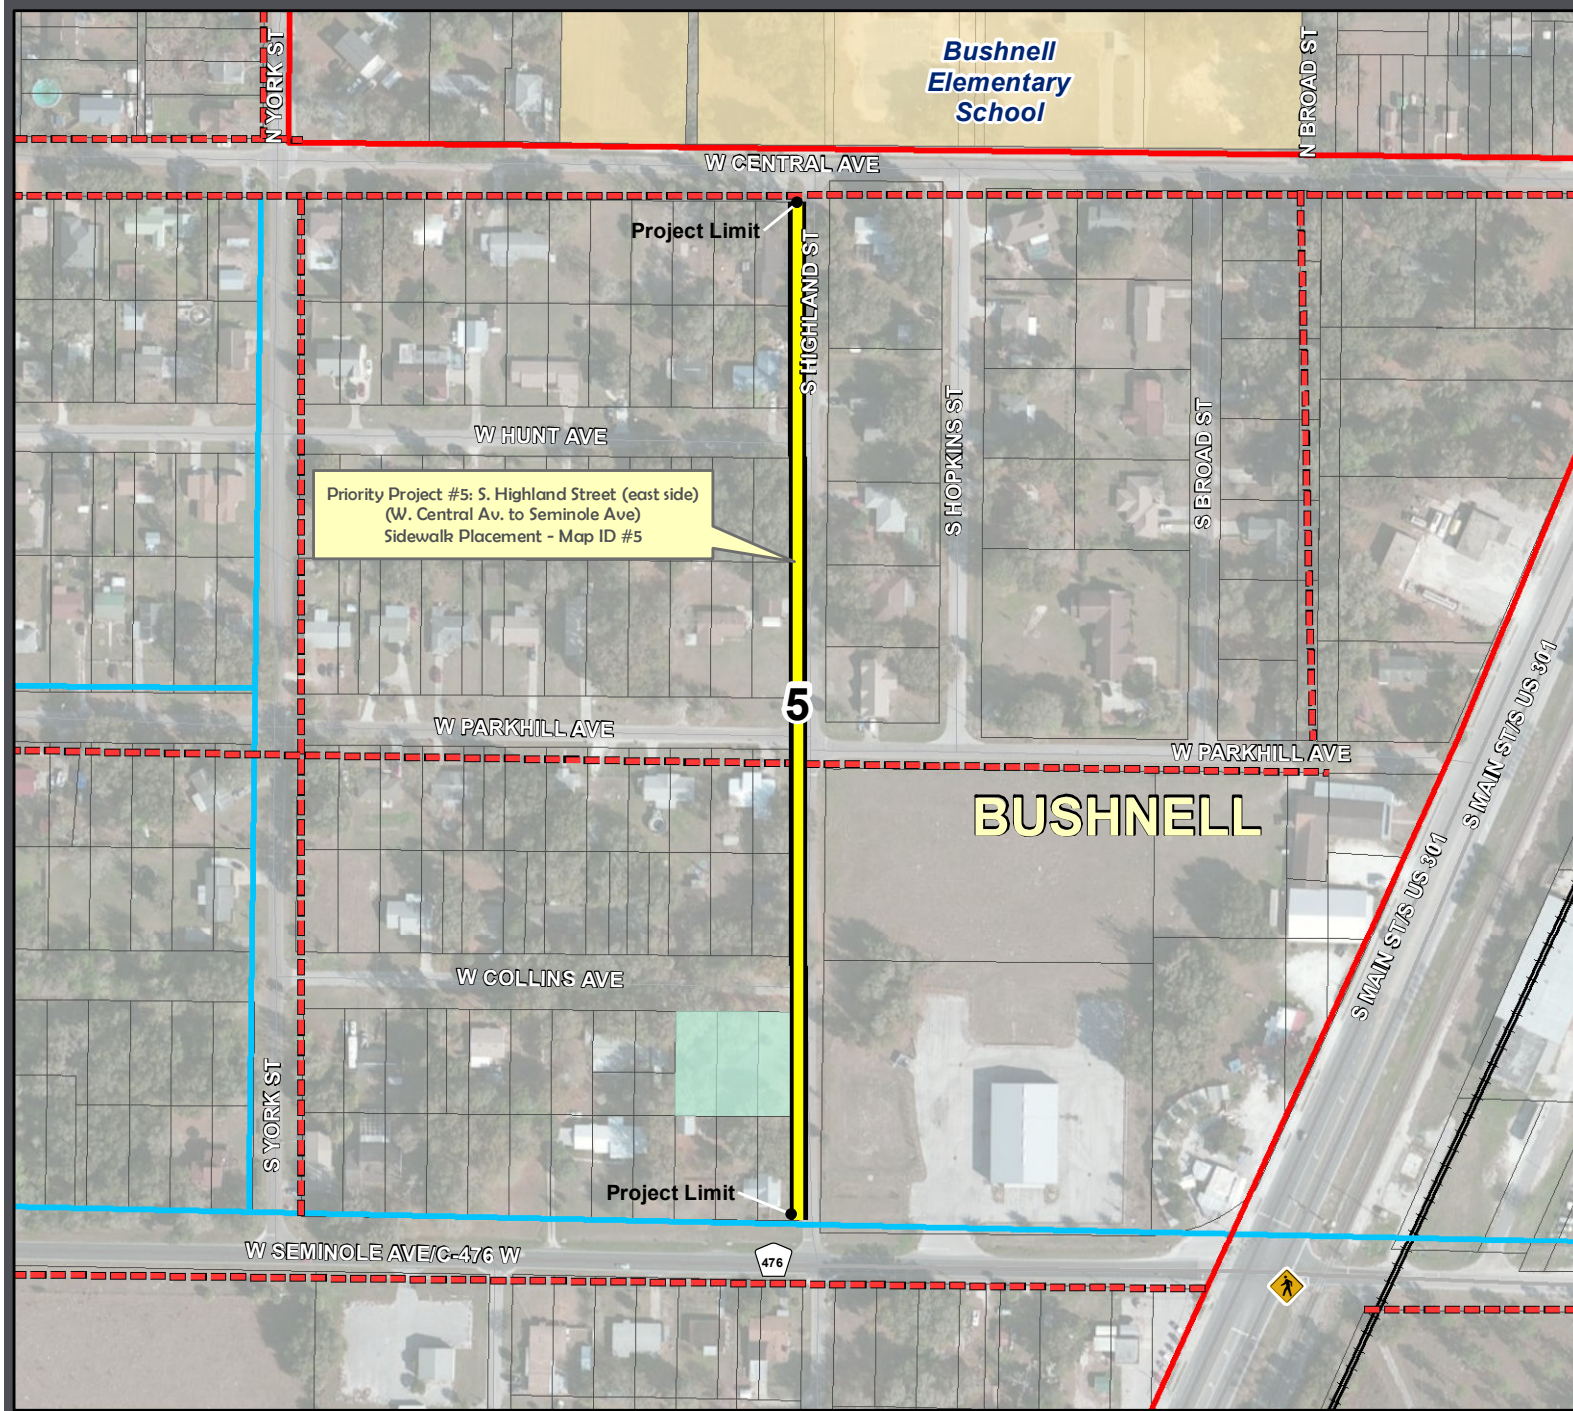 Bushnell
Elementary
School
N YORK ST
N BROAD ST
W CENTRAL AVE
Project Limit
S HIGHLAND ST
W HUNT AVE
S HOPKINS ST
S BROAD ST
Priority Project #5: S. Highland Street (east side)
(W. Central Av. to Seminole Ave)
Sidewalk Placement - Map ID #5
5
W PARKHILL AVE
W PARKHILL AVE
S MAIN ST/S US 301
BUSHNELL
S MAIN ST/S US 301
W COLLINS AVE
S YORK ST
Project Limit
W SEMINOLE AVE/C-476 W
476